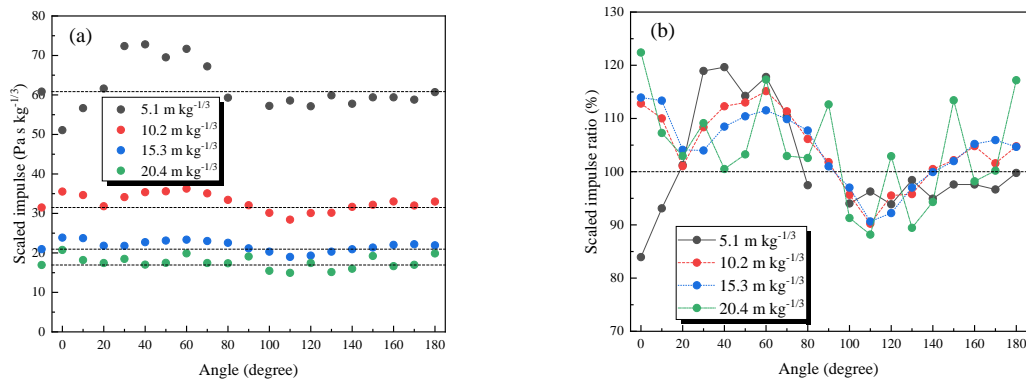 (a)
Scaled impulse (Pa s kg⁻¹/³)
80
70
60
50
40
30
20
10
0
5.1 m kg⁻¹/³
10.2 m kg⁻¹/³
15.3 m kg⁻¹/³
20.4 m kg⁻¹/³
0 20 40 60 80 100 120 140 160 180
Angle (degree)
(b)
Scaled impulse ratio (%)
130
120
110
100
90
80
70
5.1 m kg⁻¹/³
10.2 m kg⁻¹/³
15.3 m kg⁻¹/³
20.4 m kg⁻¹/³
0 20 40 60 80 100 120 140 160 180
Angle (degree)